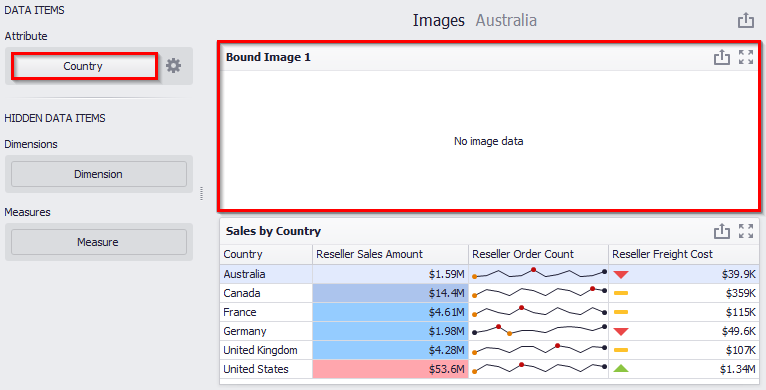 DATA ITEMS
Attribute
Country
HIDDEN DATA ITEMS
Dimensions
Dimension
Measures
Measure
Images Australia
Bound Image 1
No image data
Sales by Country
Country Reseller Sales Amount Reseller Order Count Reseller Freight Cost
Australia $1.59M $39.9K
Canada $14.4M $359K
France $4.61M $115K
Germany $1.98M $49.6K
United Kingdom $4.28M $107K
United States $53.6M $1.34M